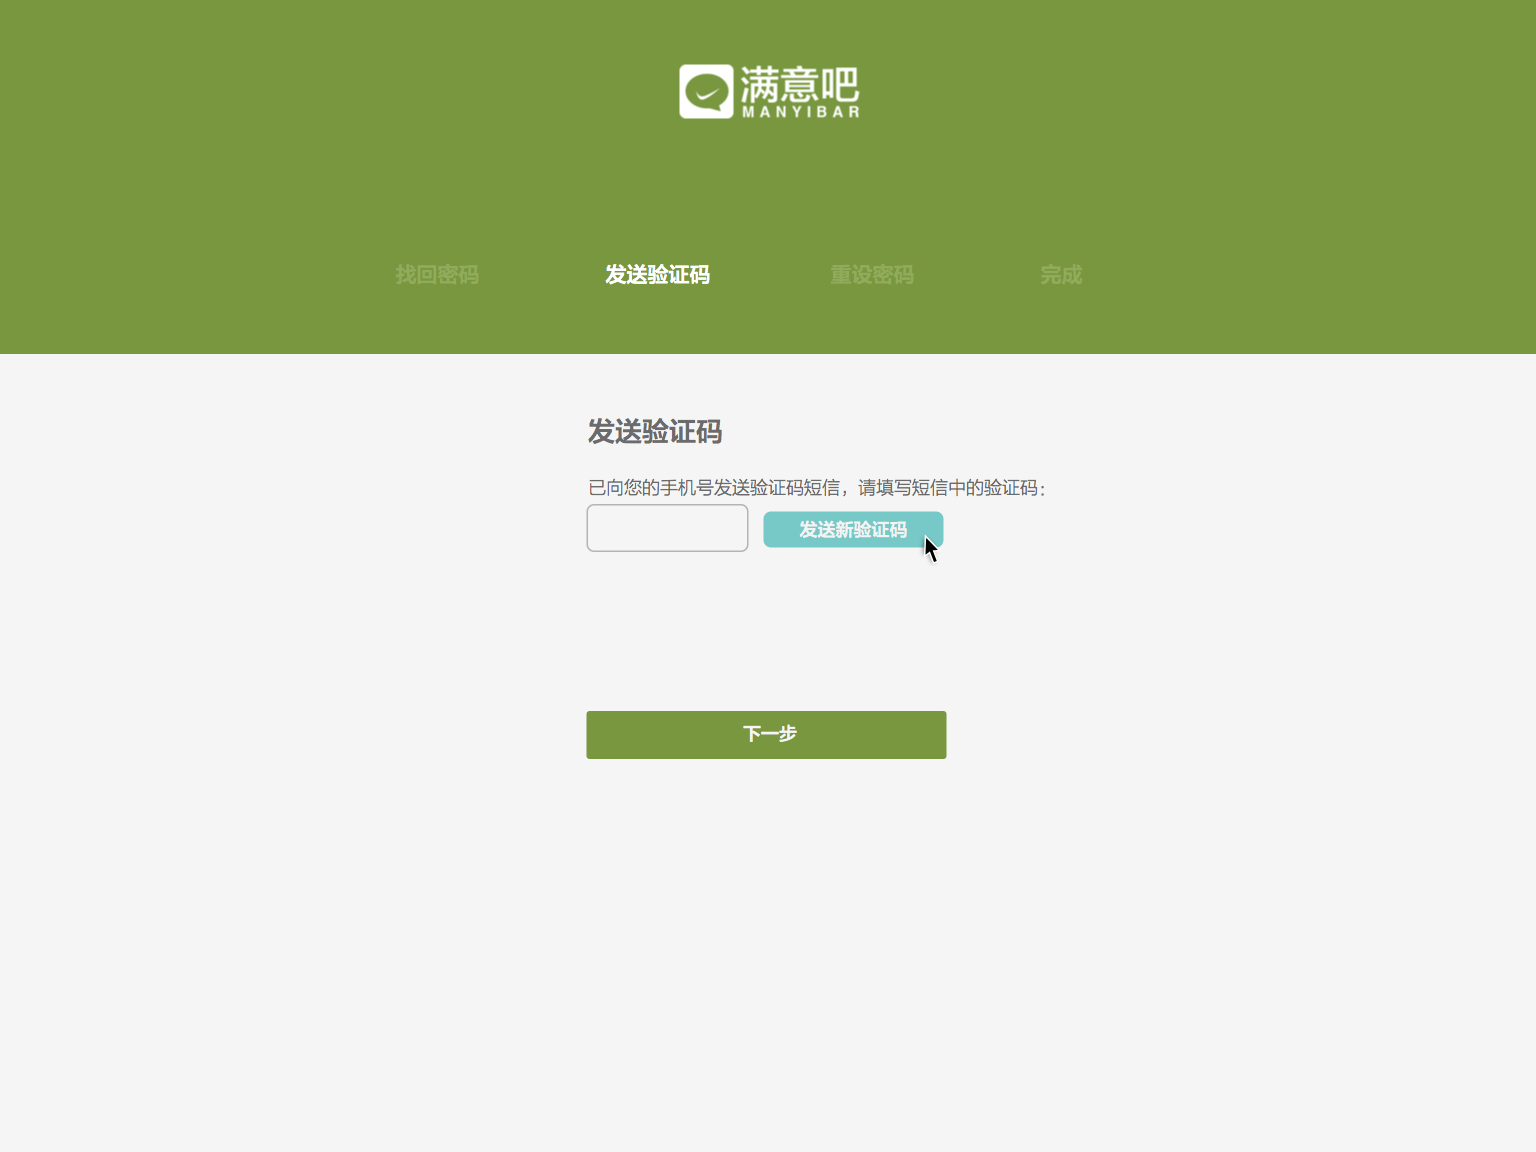 满意吧
MANYIBAR
找回密码 发送验证码 重设密码 完成
发送验证码
已向您的手机号发送验证码短信，请填写短信中的验证码：
发送新验证码
下一步